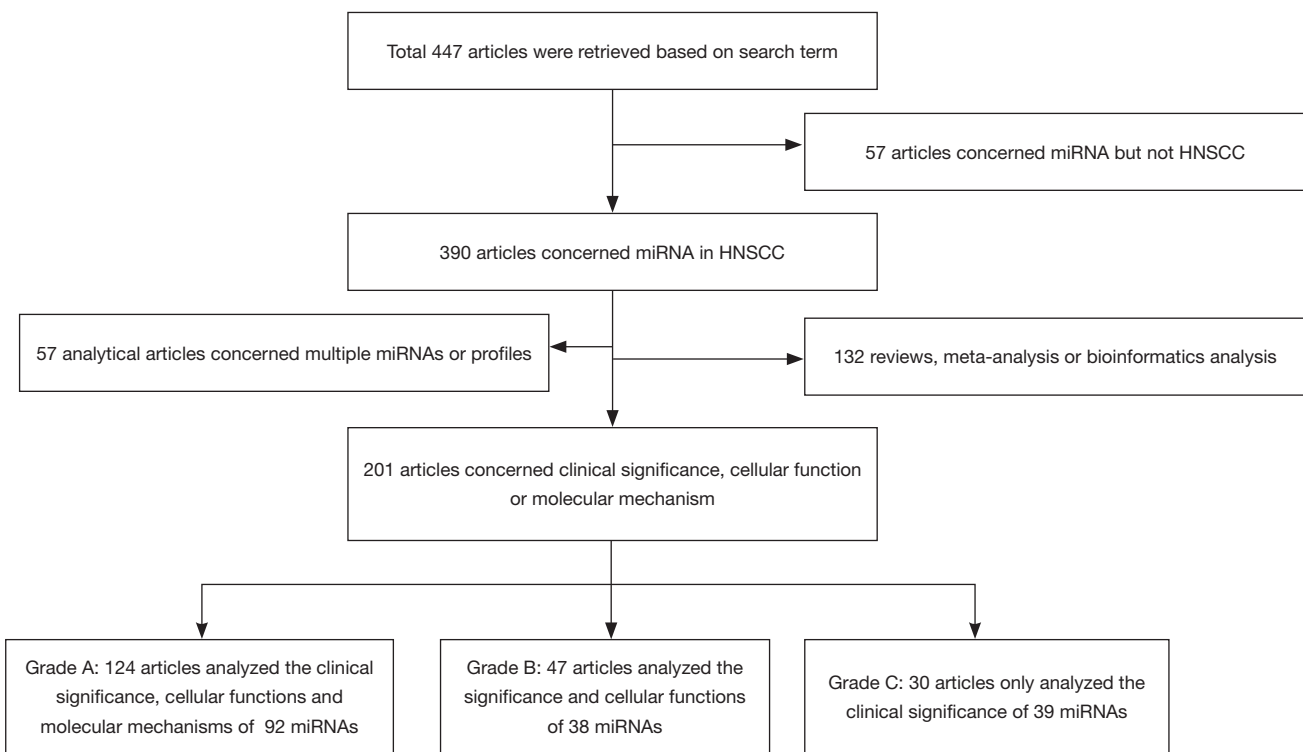 Total 447 articles were retrieved based on search term
57 articles concerned miRNA but not HNSCC
390 articles concerned miRNA in HNSCC
57 analytical articles concerned multiple miRNAs or profiles
132 reviews, meta-analysis or bioinformatics analysis
201 articles concerned clinical significance, cellular function
or molecular mechanism
Grade A: 124 articles analyzed the clinical
significance, cellular functions and
molecular mechanisms of 92 miRNAs
Grade B: 47 articles analyzed the
significance and cellular functions
of 38 miRNAs
Grade C: 30 articles only analyzed the
clinical significance of 39 miRNAs